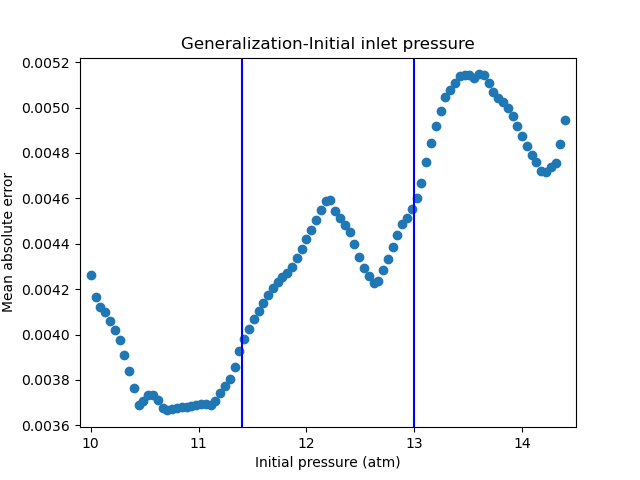 Generalization-Initial inlet pressure
0.0052
0.0050
0.0048
0.0046
0.0044
0.0042
0.0040
0.0038
0.0036
Mean absolute error
10 11 12 13 14
Initial pressure (atm)